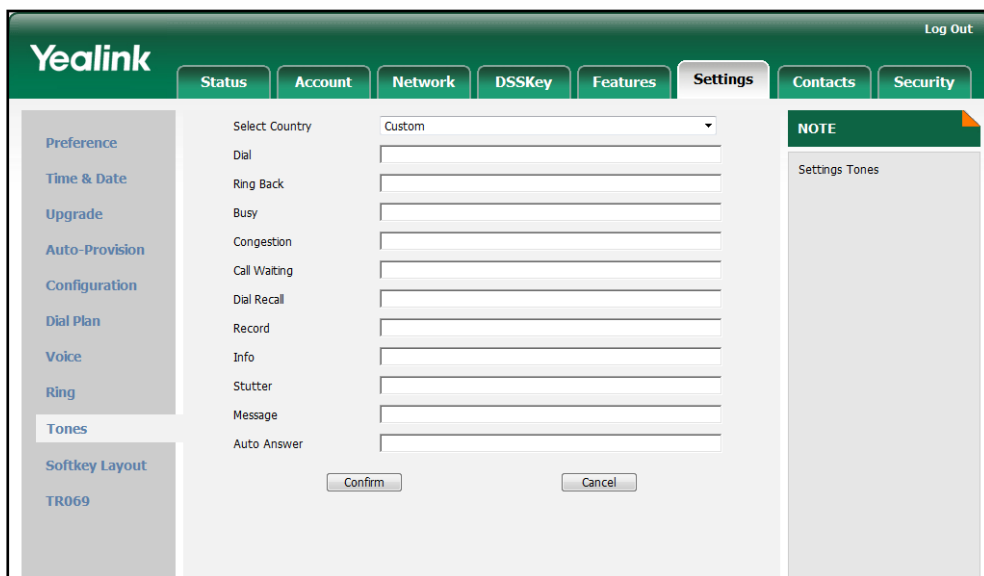 Log Out
Yealink
Status Account Network DSSKey Features Settings Contacts Security
Preference
Time & Date
Upgrade
Auto-Provision
Configuration
Dial Plan
Voice
Ring
Tones
Softkey Layout
TR069
Select Country Custom
Dial
Ring Back
Busy
Congestion
Call Waiting
Dial Recall
Record
Info
Stutter
Message
Auto Answer
Confirm Cancel
NOTE
Settings Tones